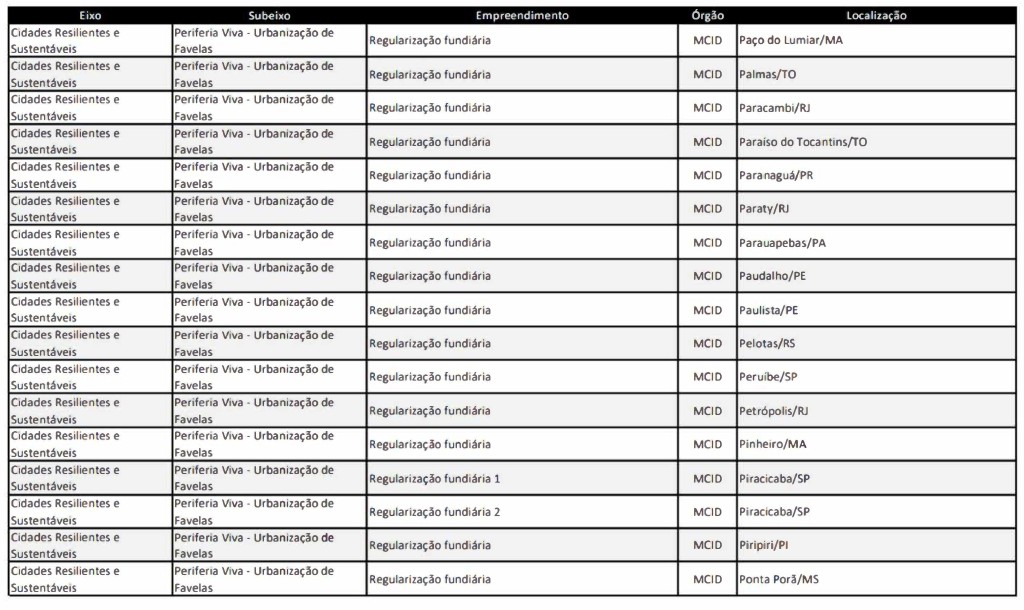 Eixo Subeixo Empreendimento Órgão Localização
Cidades Resilientes e Sustentáveis Periferia Viva - Urbanização de Favelas Regularização fundiária MCID Paço do Lumiar/MA
Cidades Resilientes e Sustentáveis Periferia Viva - Urbanização de Favelas Regularização fundiária MCID Palmas/TO
Cidades Resilientes e Sustentáveis Periferia Viva - Urbanização de Favelas Regularização fundiária MCID Paracambi/RJ
Cidades Resilientes e Sustentáveis Periferia Viva - Urbanização de Favelas Regularização fundiária MCID Paraíso do Tocantins/TO
Cidades Resilientes e Sustentáveis Periferia Viva - Urbanização de Favelas Regularização fundiária MCID Paranaguá/PR
Cidades Resilientes e Sustentáveis Periferia Viva - Urbanização de Favelas Regularização fundiária MCID Paraty/RJ
Cidades Resilientes e Sustentáveis Periferia Viva - Urbanização de Favelas Regularização fundiária MCID Parauapebas/PA
Cidades Resilientes e Sustentáveis Periferia Viva - Urbanização de Favelas Regularização fundiária MCID Paudalho/PE
Cidades Resilientes e Sustentáveis Periferia Viva - Urbanização de Favelas Regularização fundiária MCID Paulista/PE
Cidades Resilientes e Sustentáveis Periferia Viva - Urbanização de Favelas Regularização fundiária MCID Pelotas/RS
Cidades Resilientes e Sustentáveis Periferia Viva - Urbanização de Favelas Regularização fundiária MCID Peruíbe/SP
Cidades Resilientes e Sustentáveis Periferia Viva - Urbanização de Favelas Regularização fundiária MCID Petrópolis/RJ
Cidades Resilientes e Sustentáveis Periferia Viva - Urbanização de Favelas Regularização fundiária MCID Pinheiro/MA
Cidades Resilientes e Sustentáveis Periferia Viva - Urbanização de Favelas Regularização fundiária 1 MCID Piracicaba/SP
Cidades Resilientes e Sustentáveis Periferia Viva - Urbanização de Favelas Regularização fundiária 2 MCID Piracicaba/SP
Cidades Resilientes e Sustentáveis Periferia Viva - Urbanização de Favelas Regularização fundiária MCID Piripiri/PI
Cidades Resilientes e Sustentáveis Periferia Viva - Urbanização de Favelas Regularização fundiária MCID Ponta Porã/MS